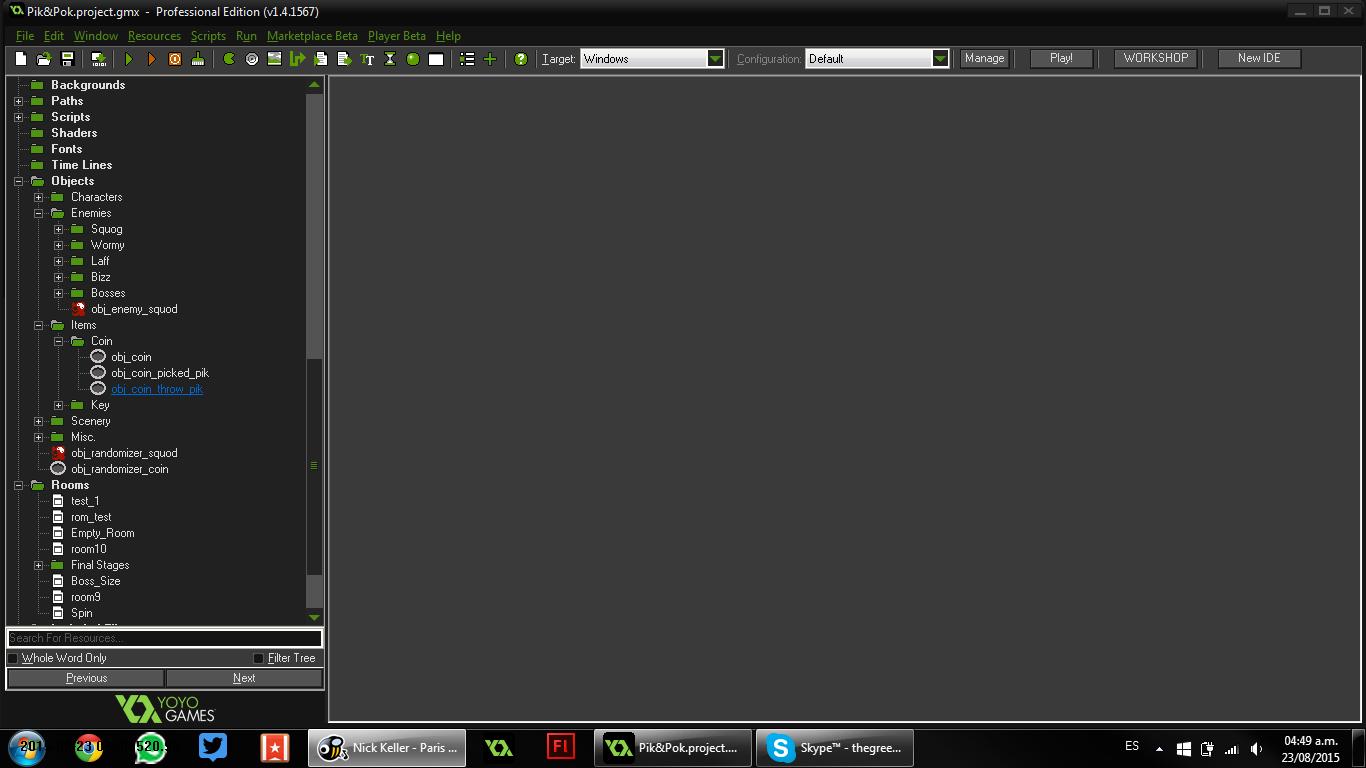 Pik&Pok.project.gmx - Professional Edition (v1.4.1567)
File Edit Window Resources Scripts Run Marketplace Beta Player Beta Help
Target: Windows Configuration: Default Manage Play! WORKSHOP New IDE
Backgrounds
Paths
Scripts
Shaders
Fonts
Time Lines
Objects
Characters
Enemies
Squog
Wormy
Laff
Bizz
Bosses
obj_enemy_squod
Items
Coin
obj_coin
obj_coin_picked_pik
obj_coin_throw_pik
Key
Scenery
Misc.
obj_randomizer_squod
obj_randomizer_coin
Rooms
test_1
rom_test
Empty_Room
room10
Final Stages
Boss_Size
room9
Spin
Search For Resources...
Whole Word Only Filter Tree
Previous Next
YOYO
GAMES
Nick Keller - Paris ... Fl Pik&Pok.project.... Skype™ - thegree... ES 04:49 a.m.
23/08/2015